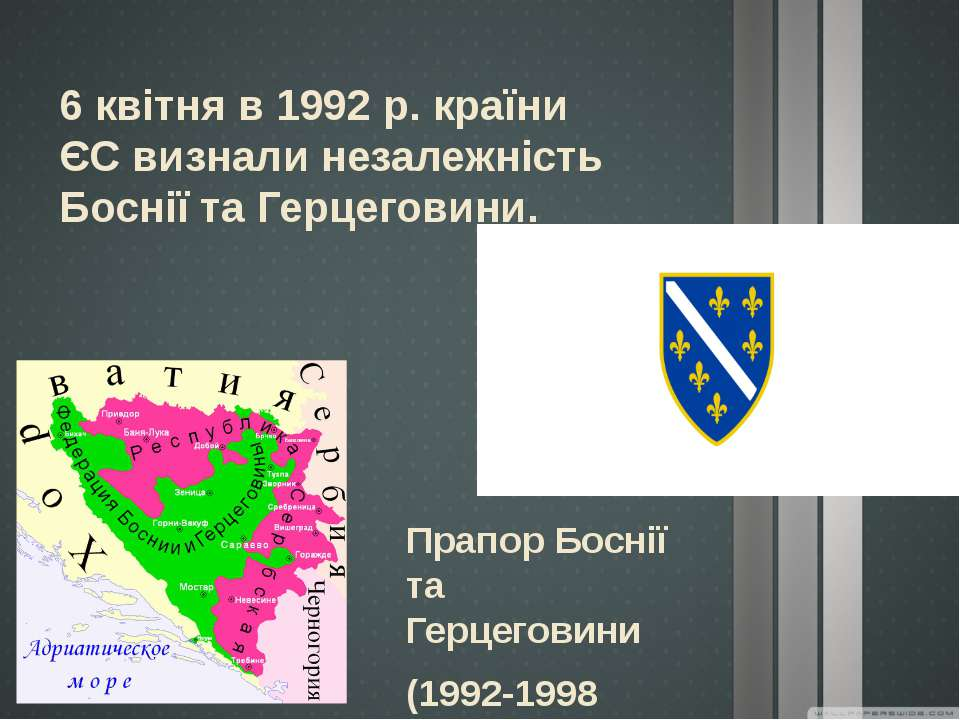 6 квітня в 1992 р. країни
ЄС визнали незалежність
Боснії та Герцеговини.
Хорватия
Сербия
Черногория
Адриатическое
море
Федерация Боснии и Герцеговины
Республика Сербская
Приедор
Бихач
Баня-Лука
Добой
Брчко
Тузла
Зворник
Зеница
Сребреница
Горни-Вакуф
Вишеград
Сараево
Горажде
Мостар
Невесине
Требине
Прапор Боснії
та
Герцеговини
(1992-1998
WALLPAPERSWIDE.COM